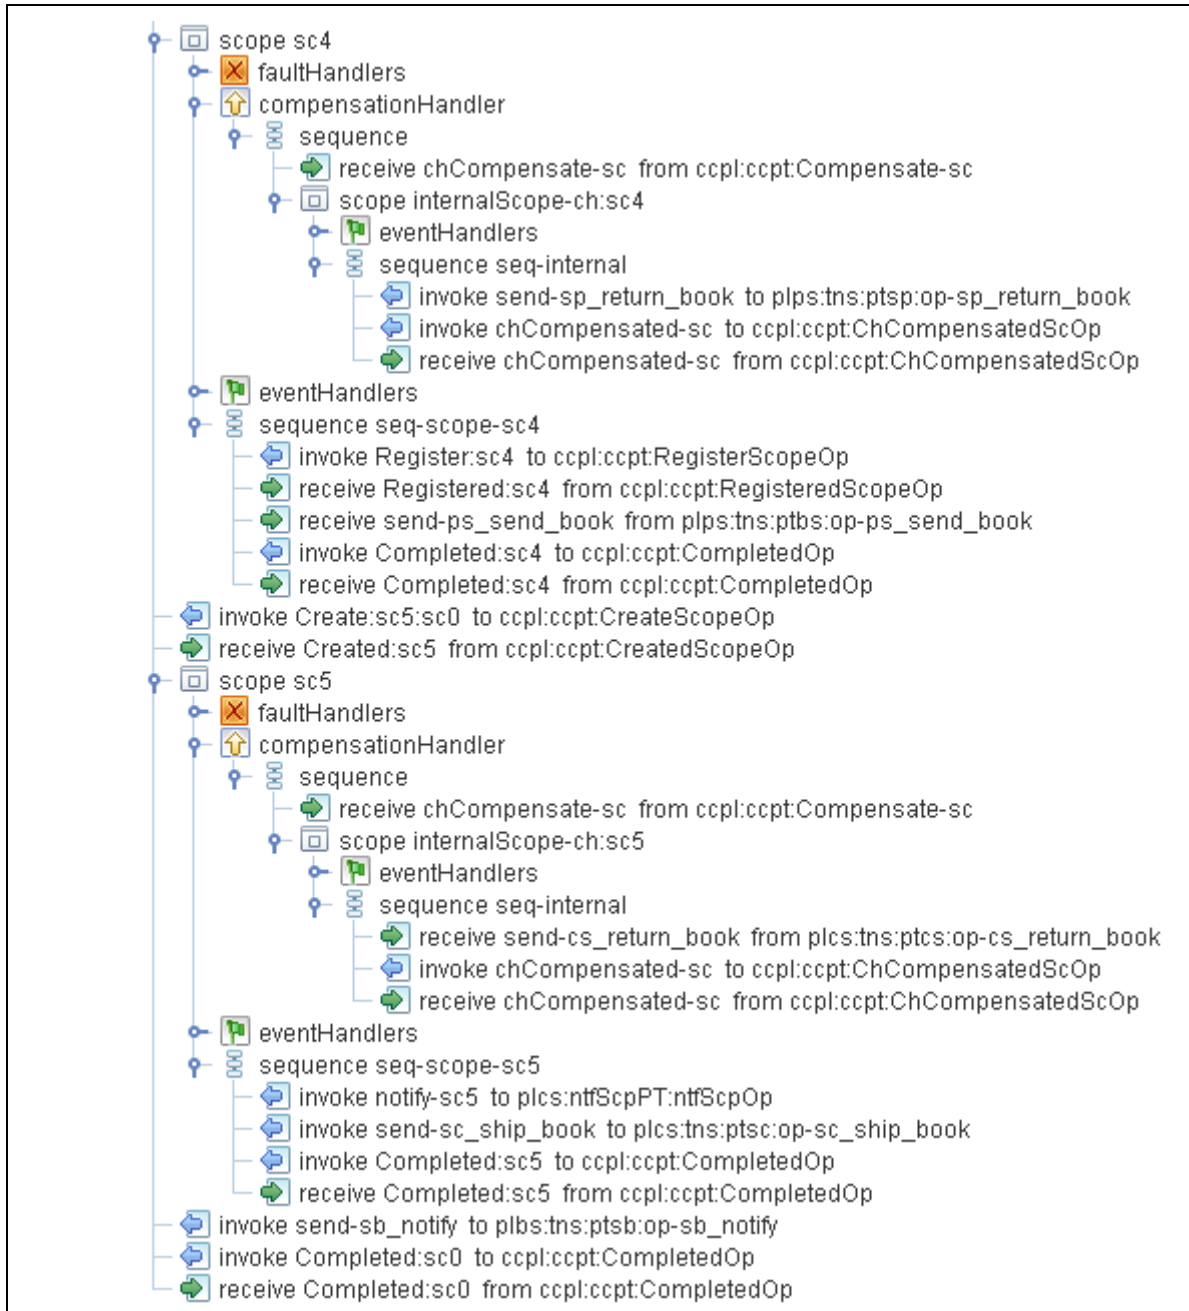 scope sc4
faultHandlers
compensationHandler
sequence
receive chCompensate-sc from ccpl:ccpt:Compensate-sc
scope internalScope-ch:sc4
eventHandlers
sequence seq-internal
invoke send-sp_return_book to plps:tns:ptsp:op-sp_return_book
invoke chCompensated-sc to ccpl:ccpt:ChCompensatedScOp
receive chCompensated-sc from ccpl:ccpt:ChCompensatedScOp
eventHandlers
sequence seq-scope-sc4
invoke Register:sc4 to ccpl:ccpt:RegisterScopeOp
receive Registered:sc4 from ccpl:ccpt:RegisteredScopeOp
receive send-ps_send_book from plps:tns:ptbs:op-ps_send_book
invoke Completed:sc4 to ccpl:ccpt:CompletedOp
receive Completed:sc4 from ccpl:ccpt:CompletedOp
invoke Create:sc5:sc0 to ccpl:ccpt:CreateScopeOp
receive Created:sc5 from ccpl:ccpt:CreatedScopeOp
scope sc5
faultHandlers
compensationHandler
sequence
receive chCompensate-sc from ccpl:ccpt:Compensate-sc
scope internalScope-ch:sc5
eventHandlers
sequence seq-internal
receive send-cs_return_book from plcs:tns:ptcs:op-cs_return_book
invoke chCompensated-sc to ccpl:ccpt:ChCompensatedScOp
receive chCompensated-sc from ccpl:ccpt:ChCompensatedScOp
eventHandlers
sequence seq-scope-sc5
invoke notify-sc5 to plcs:ntfScpPT:ntfScpOp
invoke send-sc_ship_book to plcs:tns:ptsc:op-sc_ship_book
invoke Completed:sc5 to ccpl:ccpt:CompletedOp
receive Completed:sc5 from ccpl:ccpt:CompletedOp
invoke send-sb_notify to plbs:tns:ptsb:op-sb_notify
invoke Completed:sc0 to ccpl:ccpt:CompletedOp
receive Completed:sc0 from ccpl:ccpt:CompletedOp